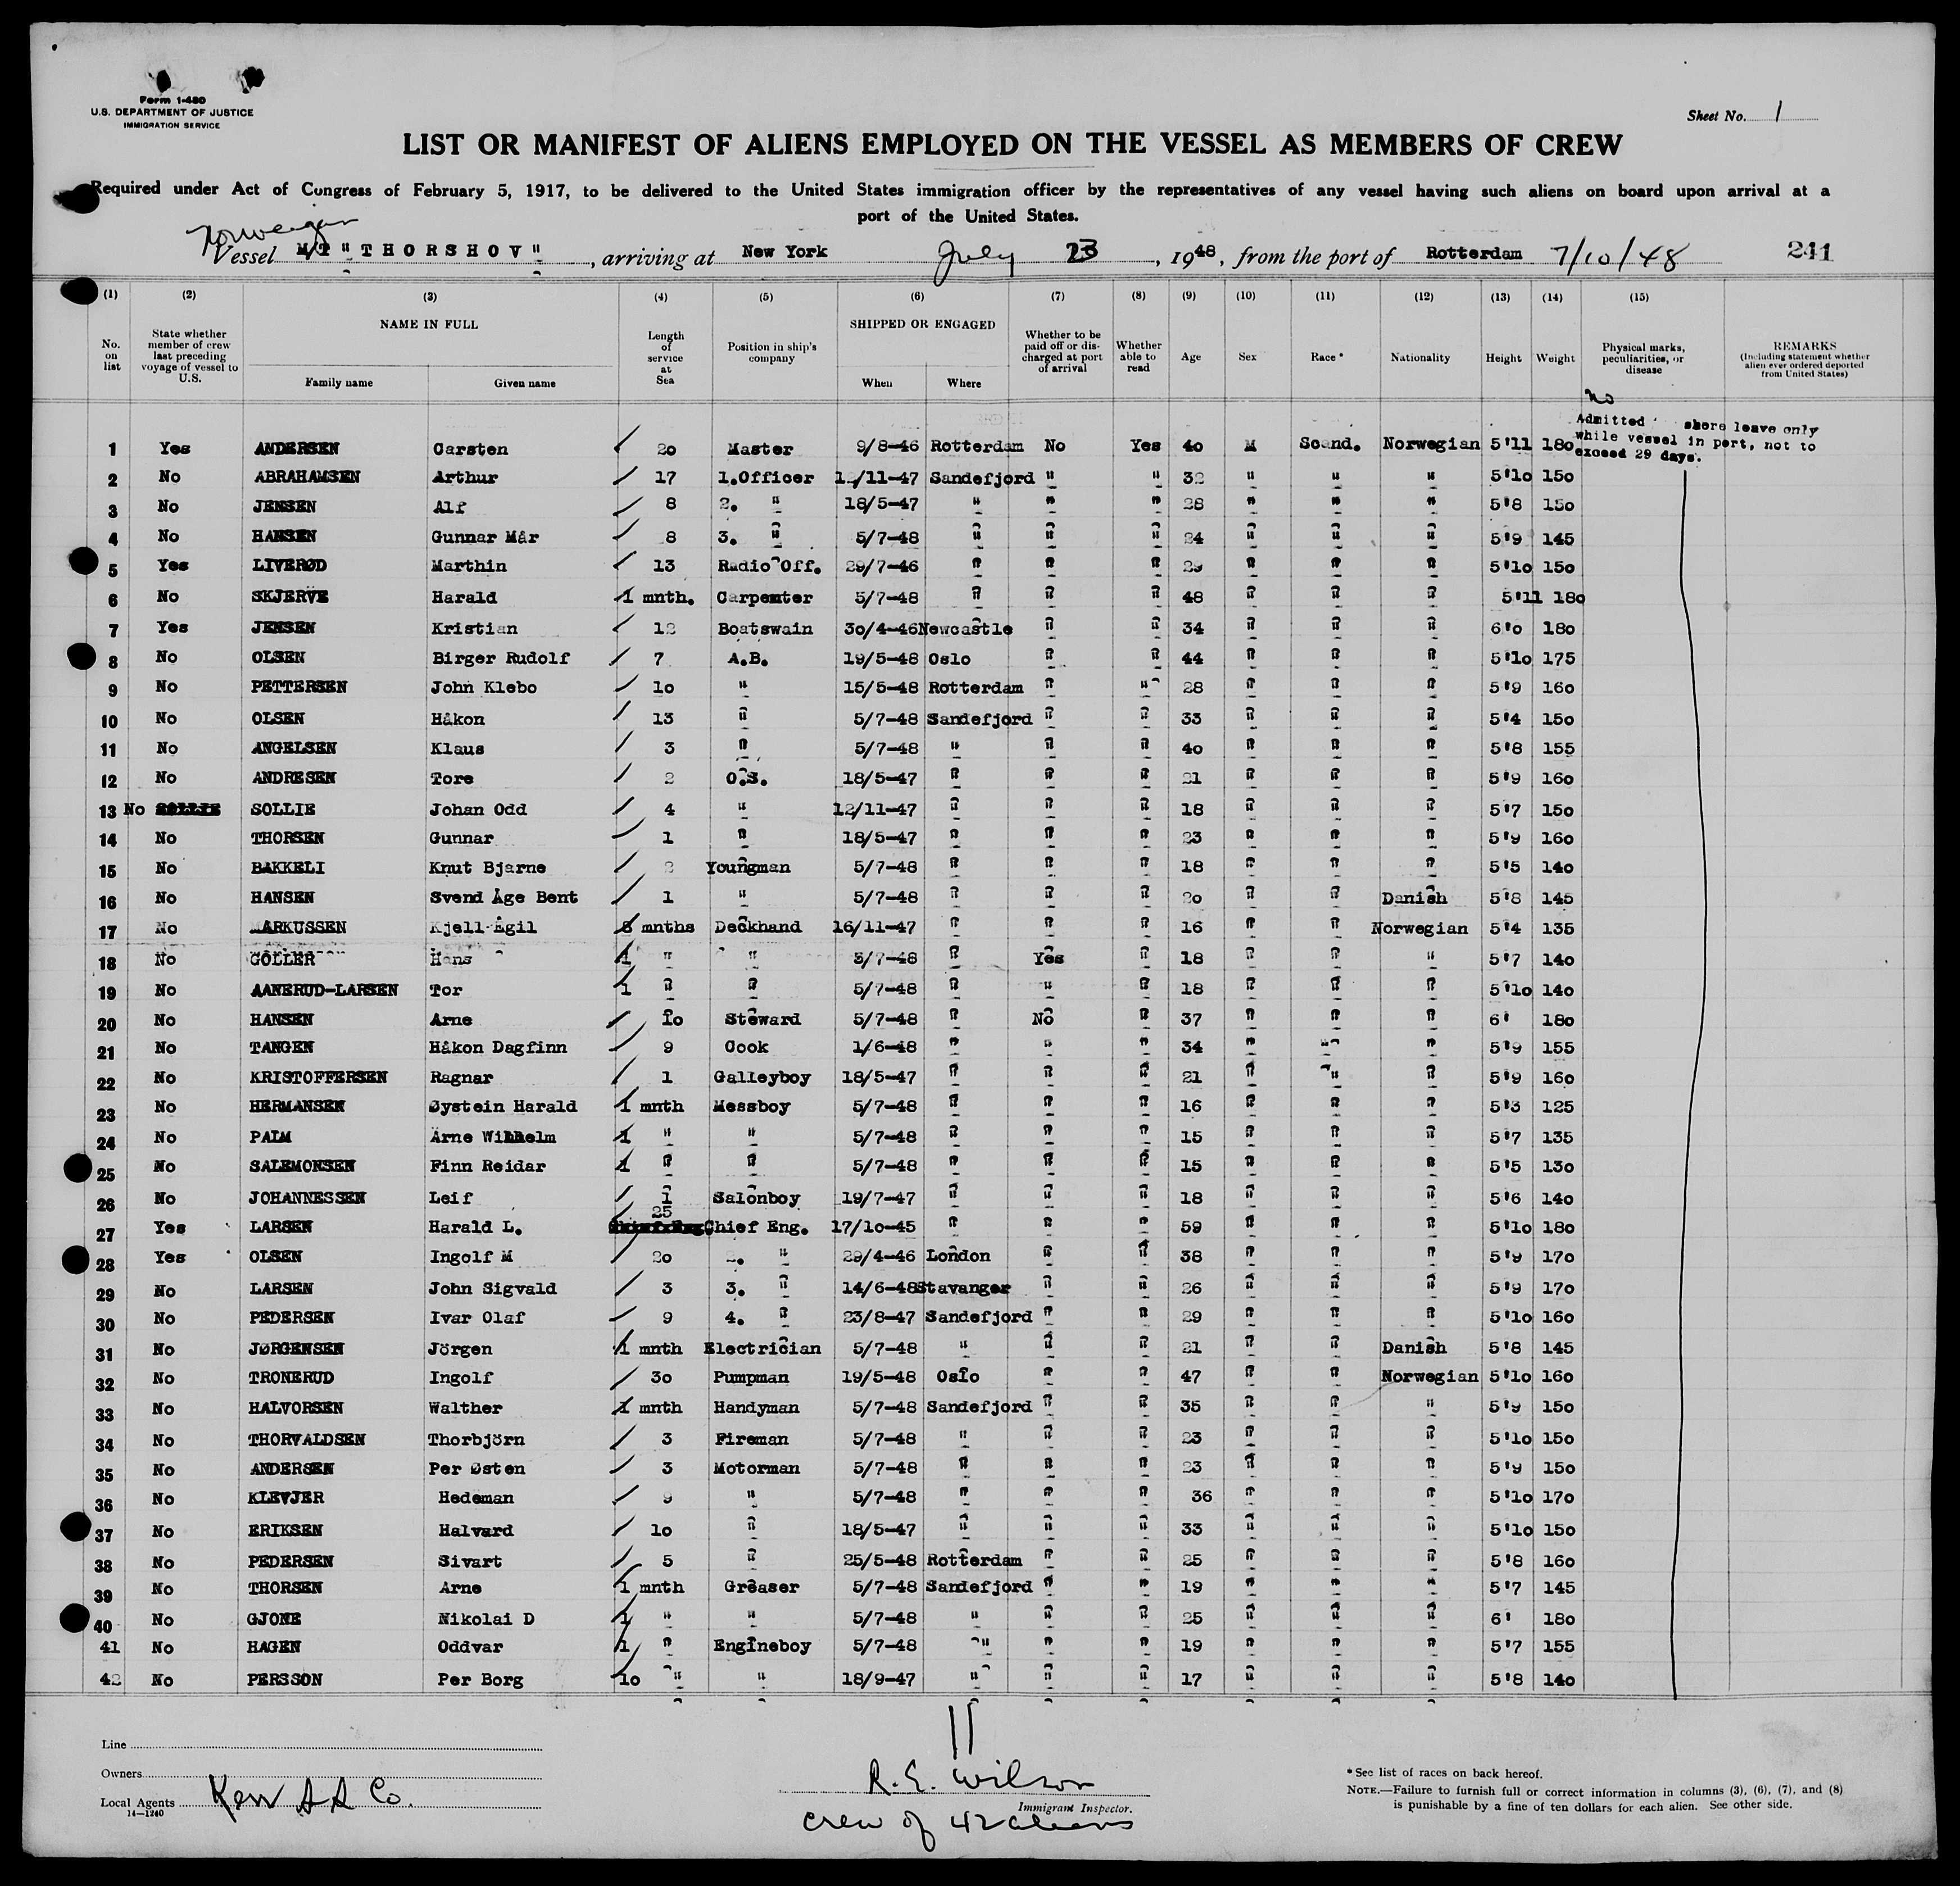 Form 1-480
U.S. DEPARTMENT OF JUSTICE
IMMIGRATION SERVICE
Sheet No. 1
LIST OR MANIFEST OF ALIENS EMPLOYED ON THE VESSEL AS MEMBERS OF CREW
Required under Act of Congress of February 5, 1917, to be delivered to the United States immigration officer by the representatives of any vessel having such aliens on board upon arrival at a
port of the United States.
Norwegian
Vessel MT "THORSHOV", arriving at New York July 23, 1948, from the port of Rotterdam 7/10/48 241
(1) (2) (3) (4) (5) (6) (7) (8) (9) (10) (11) (12) (13) (14) (15)
No. on list State whether member of crew last preceding voyage of vessel to U.S. NAME IN FULL Family name Given name Length of service at Sea Position in ship's company SHIPPED OR ENGAGED When Where Whether to be paid off or discharged at port of arrival Whether able to read Age Sex Race * Nationality Height Weight Physical marks, peculiarities, or disease REMARKS (Including statement whether alien ever ordered deported from United States)
no
Admitted shore leave only
while vessel in port, not to
exceed 29 days.
1 Yes ANDERSEN Carsten 20 Master 9/8-46 Rotterdam No Yes 40 M Scand. Norwegian 5'11 180
2 No ABRAHAMSEN Arthur 17 1.Officer 12/11-47 Sandefjord " " 32 " " " 5'10 150
3 No JENSEN Alf 8 2. " 18/5-47 " " " 28 " " " 5'8 150
4 No HANSEN Gunnar Mår 8 3. " 5/7-48 " " " 24 " " " 5'9 145
5 Yes LIVERØD Marthin 13 Radio Off. 29/7-46 " " " 29 " " " 5'10 150
6 No SKJERVE Harald 1 mnth. Carpenter 5/7-48 " " " 48 " " " 5'11 180
7 Yes JENSEN Kristian 12 Boatswain 30/4-46 Newcastle " " 34 " " " 6'0 180
8 No OLSEN Birger Rudolf 7 A.B. 19/5-48 Oslo " " 44 " " " 5'10 175
9 No PETTERSEN John Klebo 10 " 15/5-48 Rotterdam " " 28 " " " 5'9 160
10 No OLSEN Håkon 13 " 5/7-48 Sandefjord " " 33 " " " 5'4 150
11 No ANGELSEN Klaus 3 " 5/7-48 " " " 40 " " " 5'8 155
12 No ANDRESEN Tore 2 O.S. 18/5-47 " " " 21 " " " 5'9 160
13 No SOLLIE Johan Odd 4 " 12/11-47 " " " 18 " " " 5'7 150
14 No THORSEN Gunnar 1 " 18/5-47 " " " 23 " " " 5'9 160
15 No BAKKELI Knut Bjarne 2 Youngman 5/7-48 " " " 18 " " " 5'5 140
16 No HANSEN Svend Åge Bent 1 " 5/7-48 " " " 20 " " Danish 5'8 145
17 No MARKUSSEN Kjell Egil 8 mnths Deckhand 16/11-47 " " " 16 " " Norwegian 5'4 135
18 No GÖLLER Hans 1 " " 5/7-48 " Yes " 18 " " " 5'7 140
19 No AANERUD-LARSEN Tor 1 " " 5/7-48 " " " 18 " " " 5'10 140
20 No HANSEN Arne 10 Steward 5/7-48 " No " 37 " " " 6' 180
21 No TANGEN Håkon Dagfinn 9 Cook 1/6-48 " " " 34 " " " 5'9 155
22 No KRISTOFFERSEN Ragnar 1 Galleyboy 18/5-47 " " " 21 " " " 5'9 160
23 No HERMANSEN Øystein Harald 1 mnth Messboy 5/7-48 " " " 16 " " " 5'3 125
24 No PALM Arne Wilhelm 1 " " 5/7-48 " " " 15 " " " 5'7 135
25 No SALEMONSEN Finn Reidar 1 " " 5/7-48 " " " 15 " " " 5'5 130
26 No JOHANNESSEN Leif 1 Salonboy 19/7-47 " " " 18 " " " 5'6 140
27 Yes LARSEN Harald L. 25 Chief Eng. 17/10-45 " " " 59 " " " 5'10 180
28 Yes OLSEN Ingolf M 20 2. " 29/4-46 London " " 38 " " " 5'9 170
29 No LARSEN John Sigvald 3 3. " 14/6-48 Stavanger " " 26 " " " 5'9 170
30 No PEDERSEN Ivar Olaf 9 4. " 23/8-47 Sandefjord " " 29 " " " 5'10 160
31 No JØRGENSEN Jörgen 1 mnth Electrician 5/7-48 " " " 21 " " Danish 5'8 145
32 No TRONERUD Ingolf 30 Pumpman 19/5-48 Oslo " " 47 " " Norwegian 5'10 160
33 No HALVORSEN Walther 1 mnth Handyman 5/7-48 Sandefjord " " 35 " " " 5'9 150
34 No THORVALDSEN Thorbjörn 3 Fireman 5/7-48 " " " 23 " " " 5'10 150
35 No ANDERSEN Per Østen 3 Motorman 5/7-48 " " " 23 " " " 5'9 150
36 No KLEVJER Hedeman 9 " 5/7-48 " " " 36 " " " 5'10 170
37 No ERIKSEN Halvard 10 " 18/5-47 " " " 33 " " " 5'10 150
38 No PEDERSEN Sivart 5 " 25/5-48 Rotterdam " " 25 " " " 5'8 160
39 No THORSEN Arne 1 mnth Greaser 5/7-48 Sandefjord " " 19 " " " 5'7 145
40 No GJONE Nikolai D 1 " " 5/7-48 " " " 25 " " " 6' 180
41 No HAGEN Oddvar 1 " Engineboy 5/7-48 " " " 19 " " " 5'7 155
42 No PERSSON Per Borg 10 " " 18/9-47 " " " 17 " " " 5'8 140
Line
Owners
Local Agents Kerr S S Co.
14-1240
R. E. Wilson
Immigrant Inspector.
crew of 42 aliens
* See list of races on back hereof.
NOTE.—Failure to furnish full or correct information in columns (3), (6), (7), and (8)
is punishable by a fine of ten dollars for each alien. See other side.